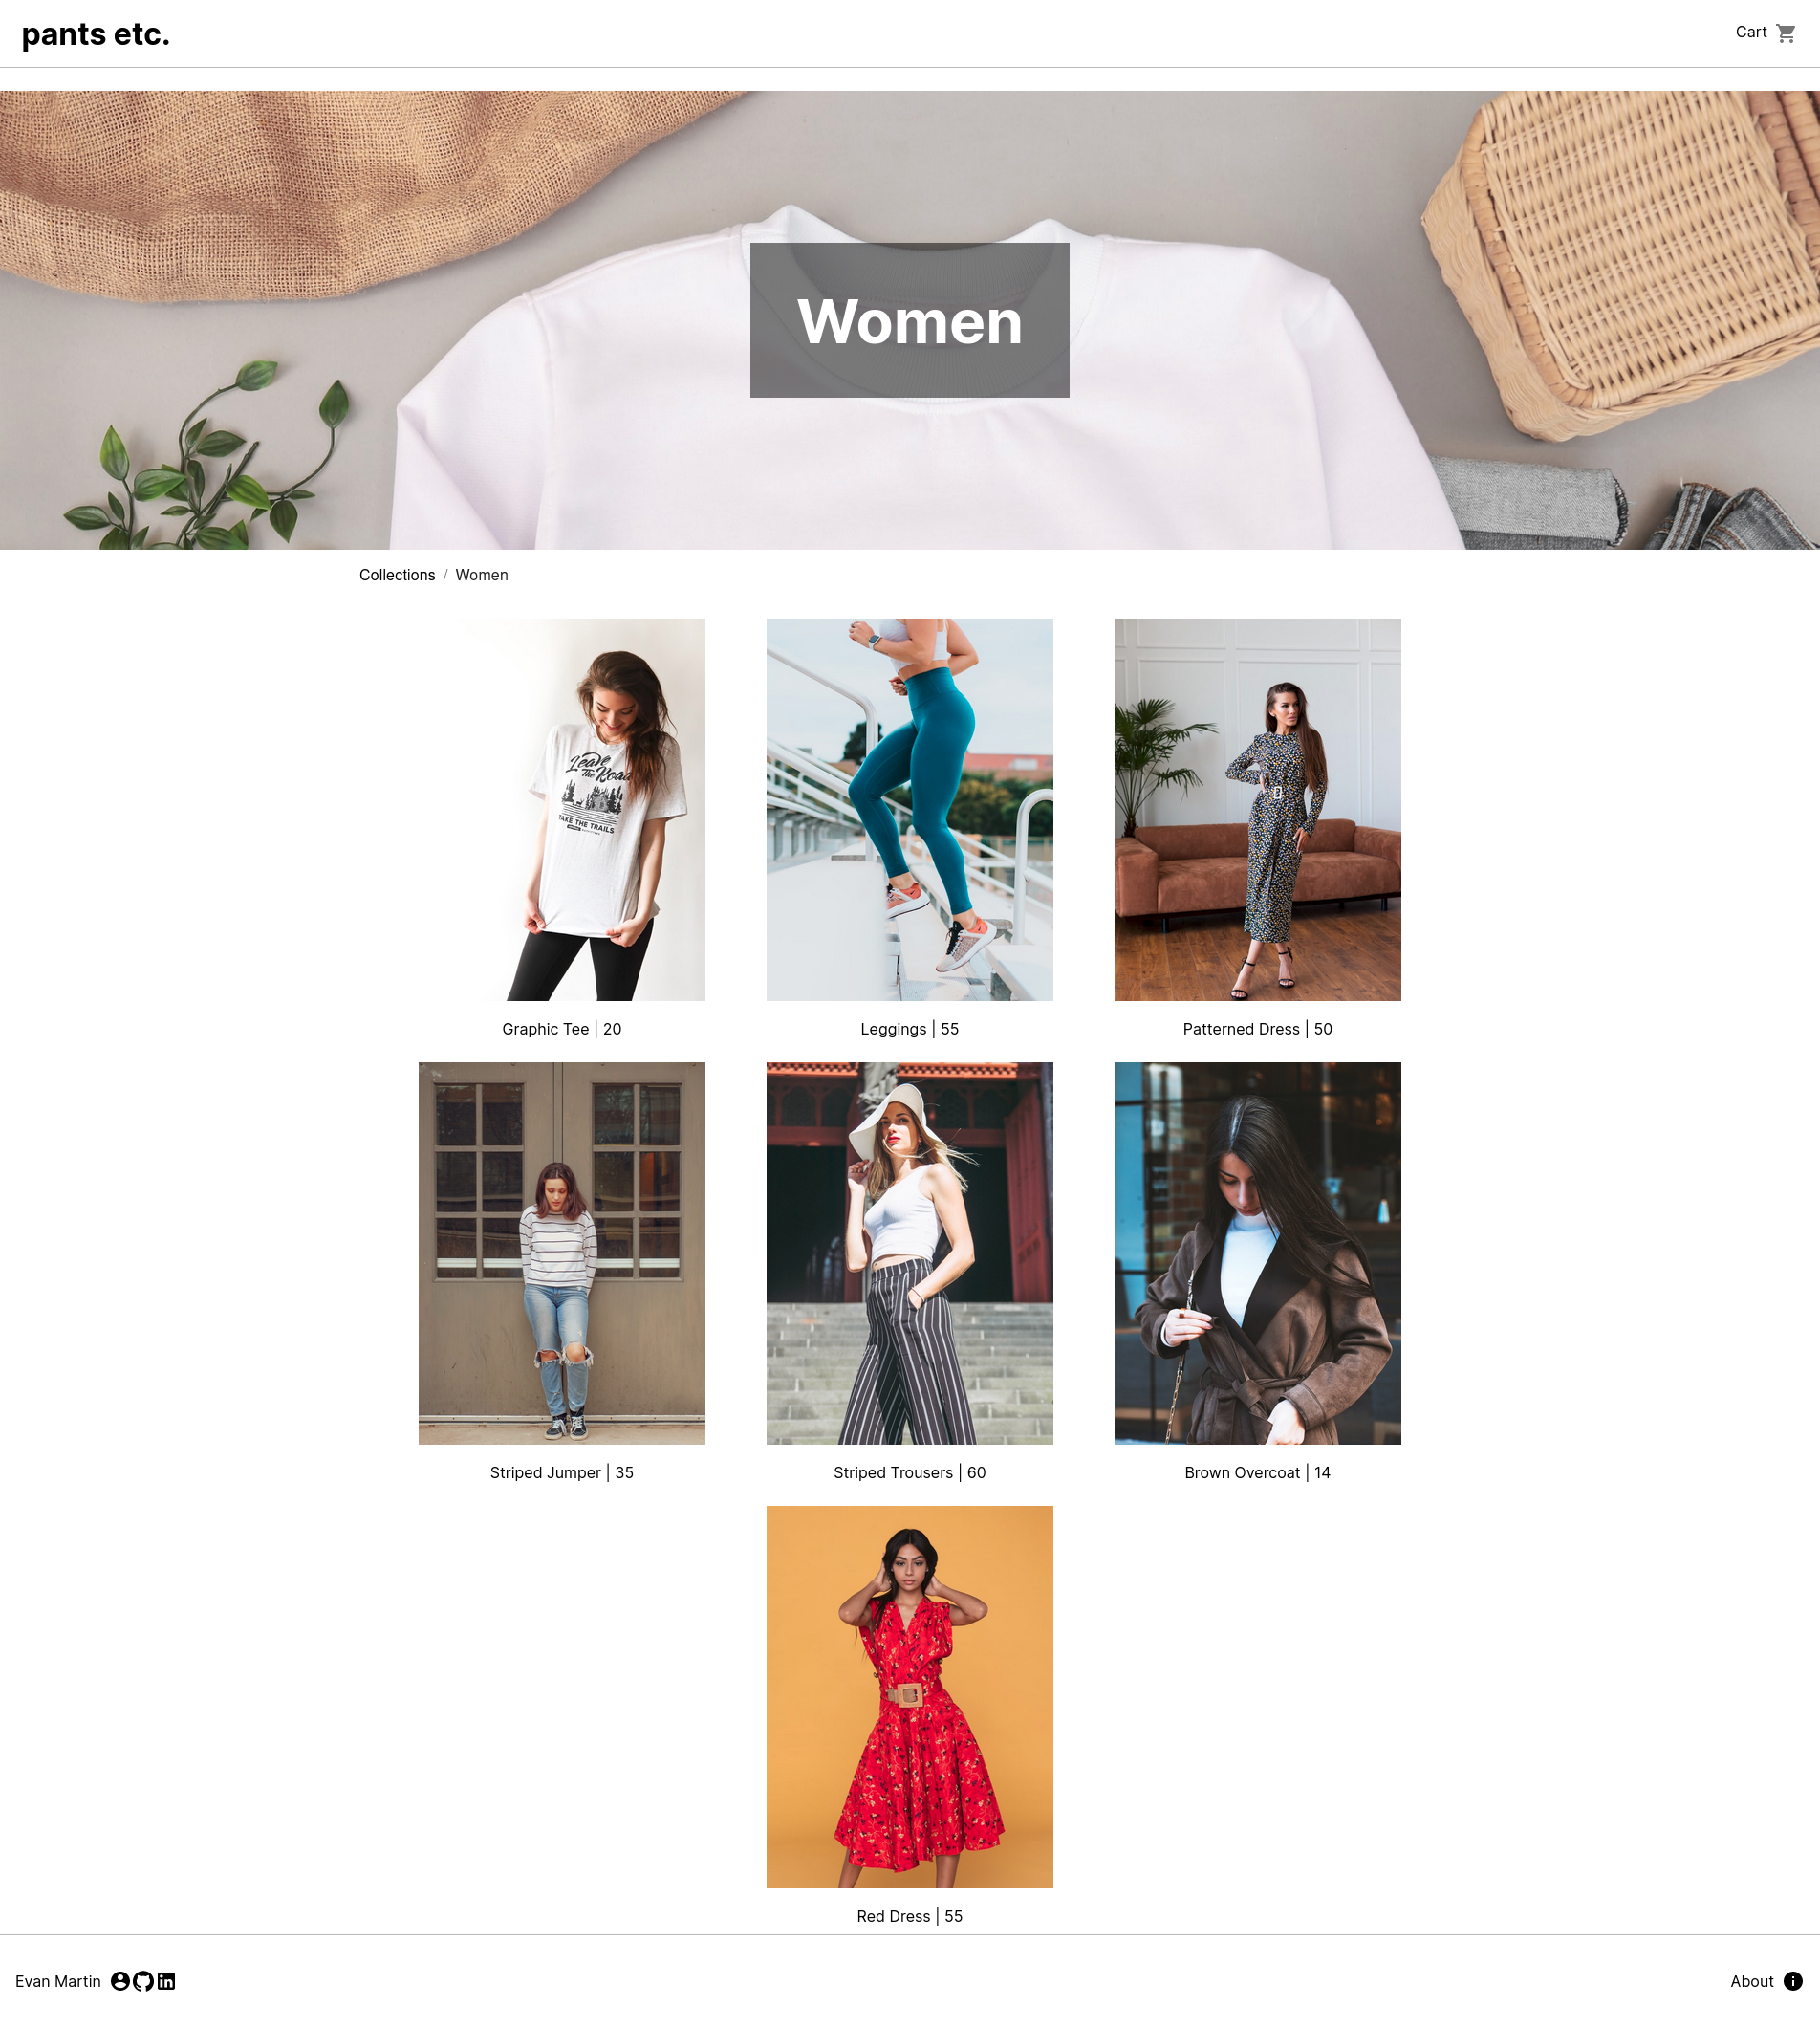 pants etc.
Cart
Women
Collections / Women
Leave
The Road
TAKE THE TRAILS
Graphic Tee | 20
Leggings | 55
Patterned Dress | 50
Striped Jumper | 35
Striped Trousers | 60
Brown Overcoat | 14
Red Dress | 55
Evan Martin
in
About